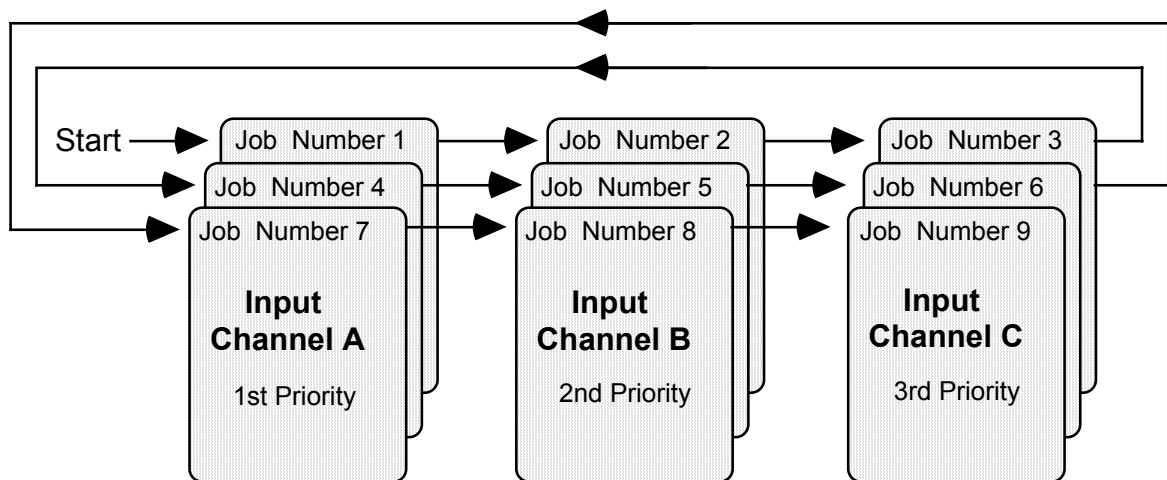 Start
Job Number 1
Job Number 2
Job Number 3
Job Number 4
Job Number 5
Job Number 6
Job Number 7
Job Number 8
Job Number 9
Input
Channel A
1st Priority
Input
Channel B
2nd Priority
Input
Channel C
3rd Priority